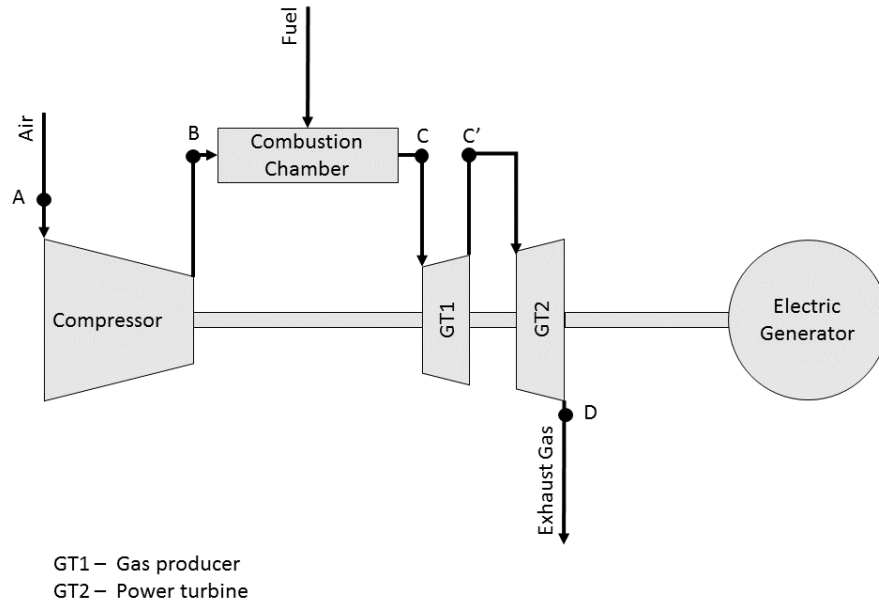 Fuel
Air
B
Combustion
Chamber
C
C’
A
Compressor
GT1
GT2
Electric
Generator
D
Exhaust Gas
GT1 – Gas producer
GT2 – Power turbine